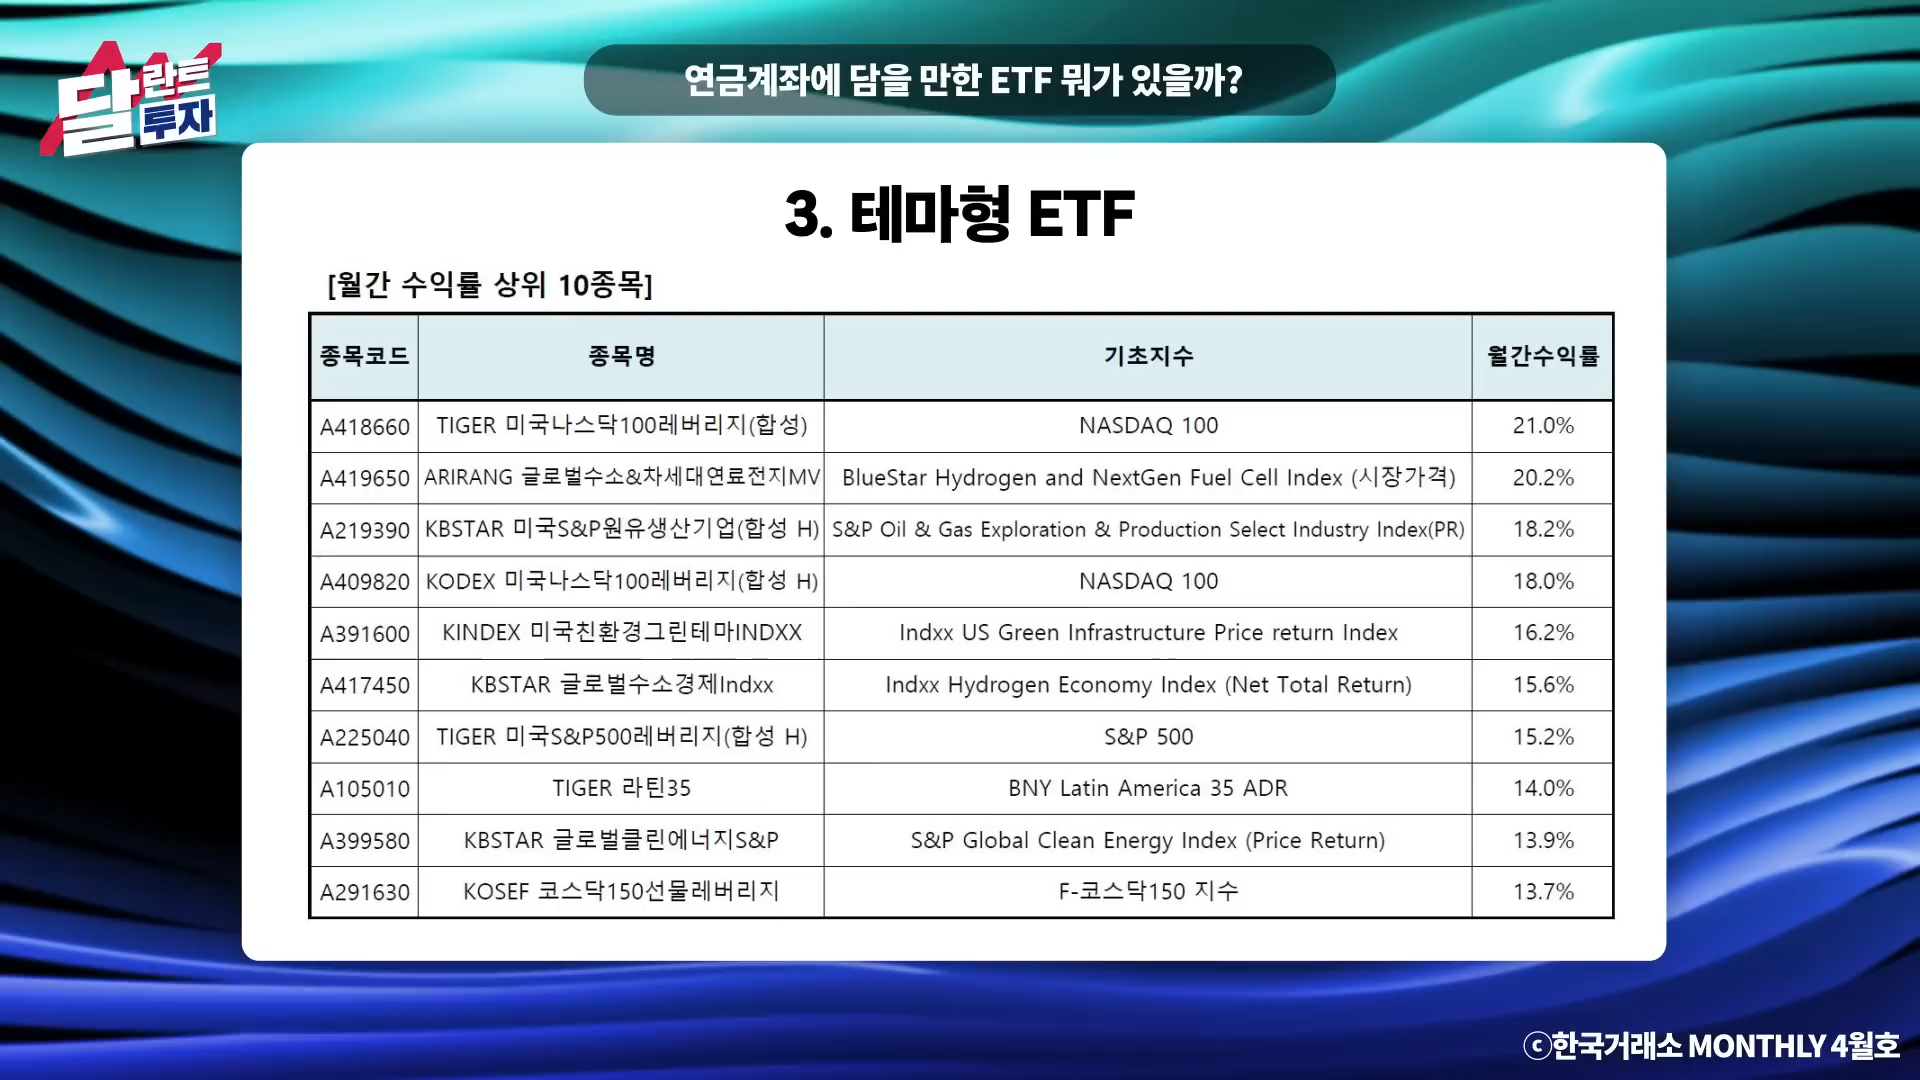 달란트
투자
연금계좌에 담을 만한 ETF 뭐가 있을까?
3. 테마형 ETF
[월간 수익률 상위 10종목]
종목코드 종목명 기초지수 월간수익률
A418660 TIGER 미국나스닥100레버리지(합성) NASDAQ 100 21.0%
A419650 ARIRANG 글로벌수소&차세대연료전지MV BlueStar Hydrogen and NextGen Fuel Cell Index (시장가격) 20.2%
A219390 KBSTAR 미국S&P원유생산기업(합성 H) S&P Oil & Gas Exploration & Production Select Industry Index(PR) 18.2%
A409820 KODEX 미국나스닥100레버리지(합성 H) NASDAQ 100 18.0%
A391600 KINDEX 미국친환경그린테마INDXX Indxx US Green Infrastructure Price return Index 16.2%
A417450 KBSTAR 글로벌수소경제Indxx Indxx Hydrogen Economy Index (Net Total Return) 15.6%
A225040 TIGER 미국S&P500레버리지(합성 H) S&P 500 15.2%
A105010 TIGER 라틴35 BNY Latin America 35 ADR 14.0%
A399580 KBSTAR 글로벌클린에너지S&P S&P Global Clean Energy Index (Price Return) 13.9%
A291630 KOSEF 코스닥150선물레버리지 F-코스닥150 지수 13.7%
ⓒ한국거래소 MONTHLY 4월호